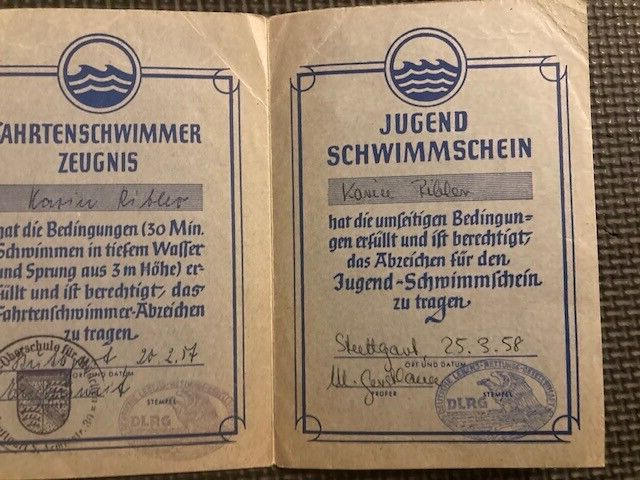 FAHRTENSCHWIMMER
ZEUGNIS
Karin Ribler
hat die Bedingungen (30 Min.
Schwimmen in tiefem Wasser
und Sprung aus 3 m Höhe) er-
füllt und ist berechtigt, das
Fahrtenschwimmer-Abzeichen
zu tragen
20.2.57
ORT UND DATUM
STEMPEL
DLRG
JUGEND
SCHWIMMSCHEIN
Karin Ribler
hat die umseitigen Bedingun-
gen erfüllt und ist berechtigt,
das Abzeichen für den
Jugend-Schwimmschein
zu tragen
Stuttgart 25.3.58
ORT UND DATUM
PRÜFER
STEMPEL
DLRG